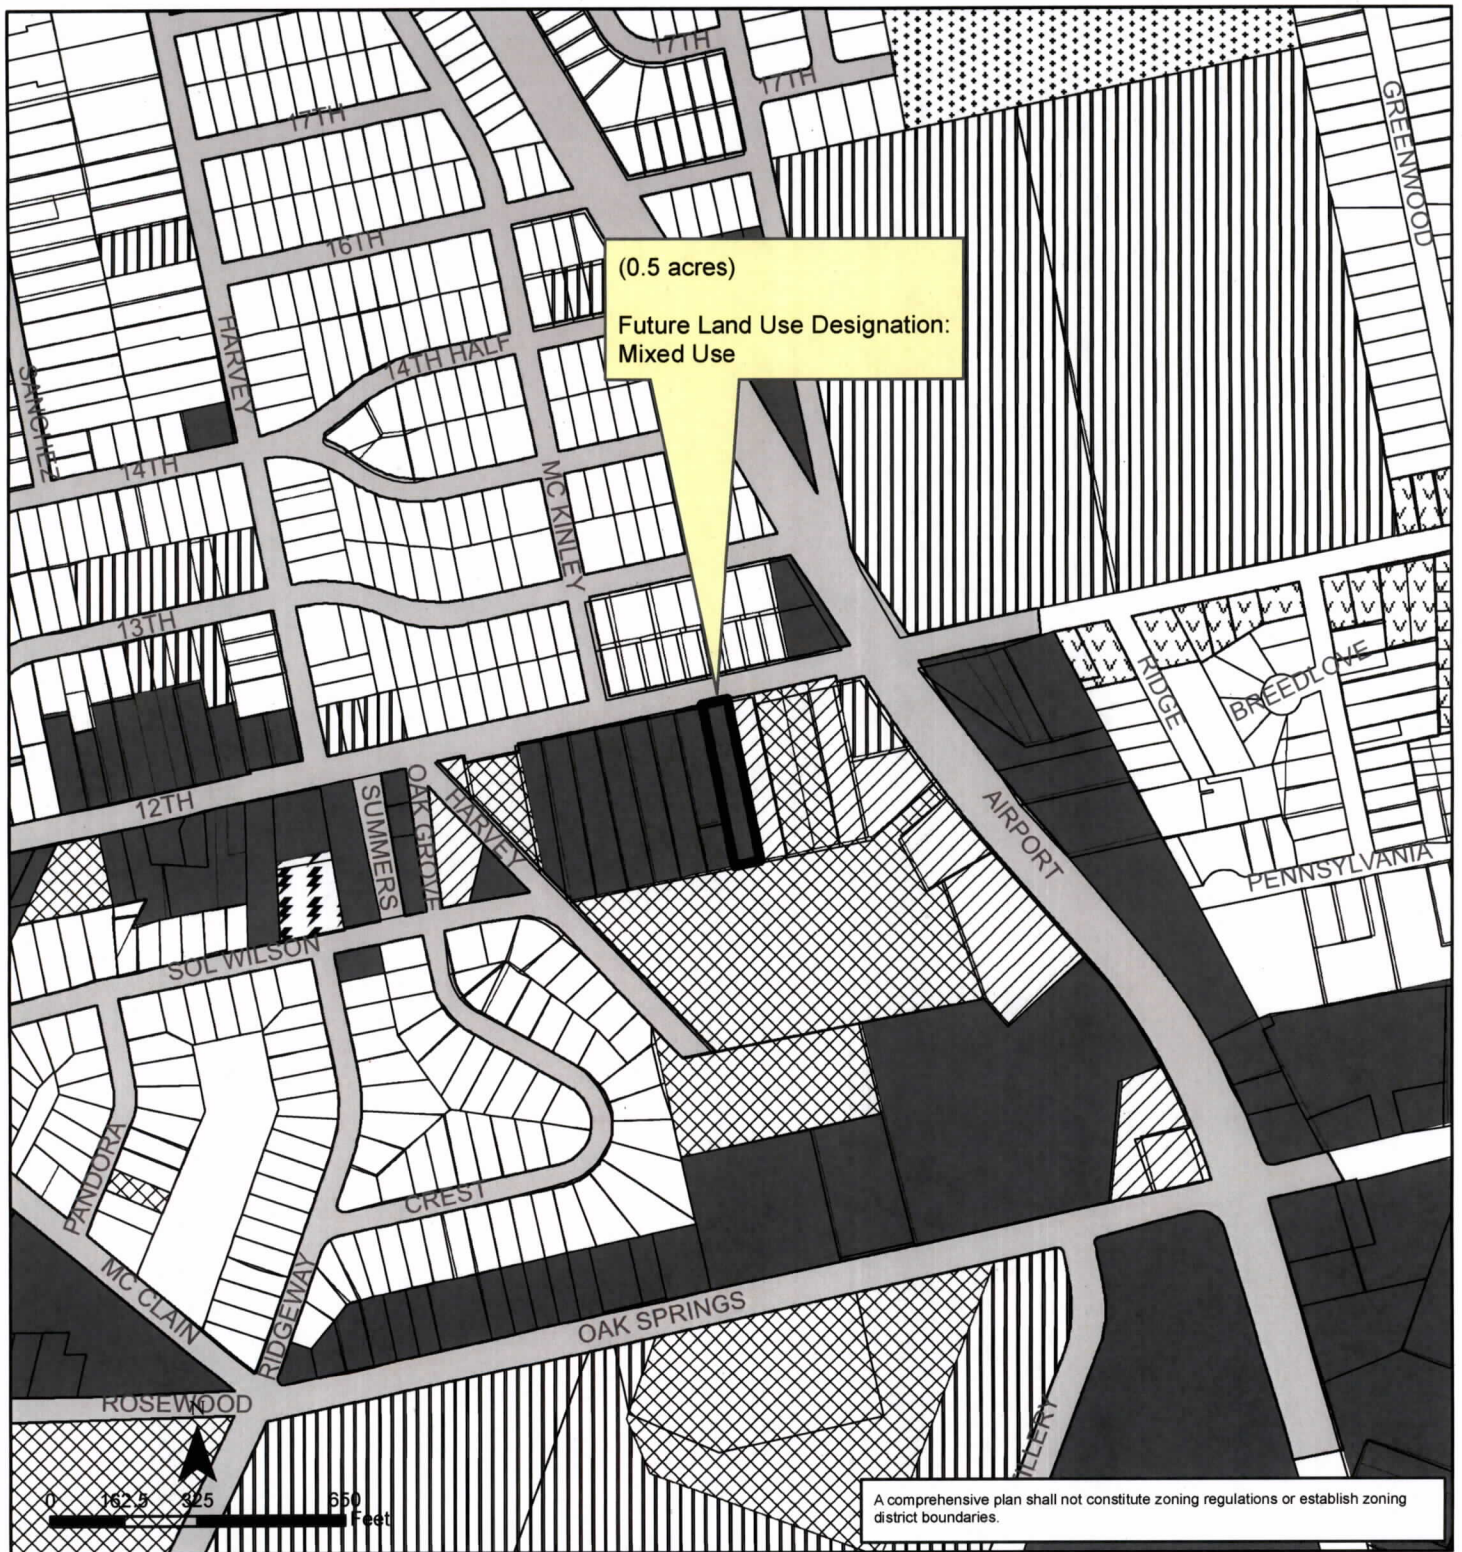 17TH
17TH
17TH
GREENWOOD
16TH
(0.5 acres)
Future Land Use Designation:
Mixed Use
HARVEY
14TH HALF
SANCHEZ
14TH
MC KINLEY
13TH
RIDGE
BREEDLOVE
12TH
SUMMERS
OAK GROVE
HARVEY
AIRPORT
PENNSYLVANIA
SOL WILSON
PANDORA
CREST
MC CLAIN
RIDGEWAY
OAK SPRINGS
ROSEWOOD
N
ILLERY
0 162.5 325 650
Feet
A comprehensive plan shall not constitute zoning regulations or establish zoning
district boundaries.